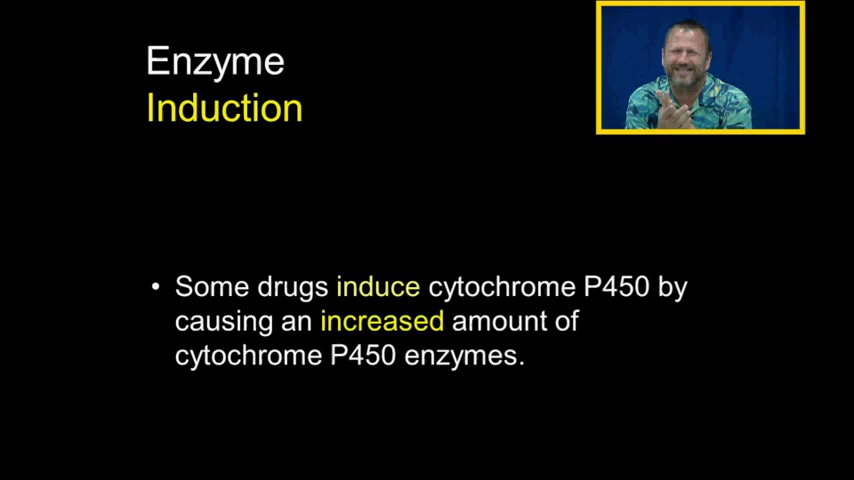 Enzyme
Induction
• Some drugs induce cytochrome P450 by
causing an increased amount of
cytochrome P450 enzymes.